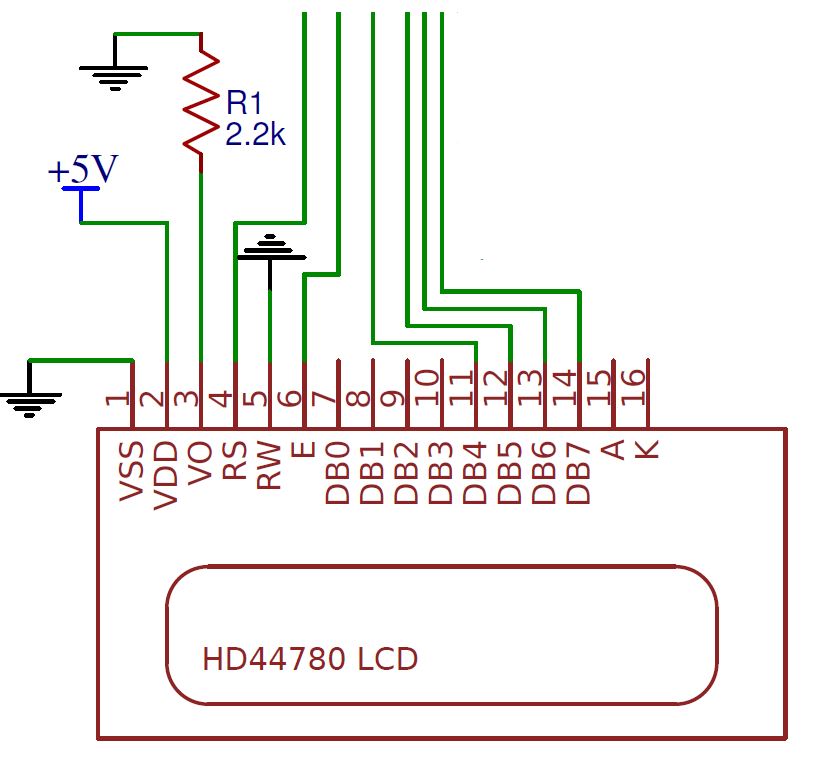 R1
2.2k
+5V
1 2 3 4 5 6 7 8 9 10 11 12 13 14 15 16
VSS VDD VO RS RW E DB0 DB1 DB2 DB3 DB4 DB5 DB6 DB7 A K
HD44780 LCD